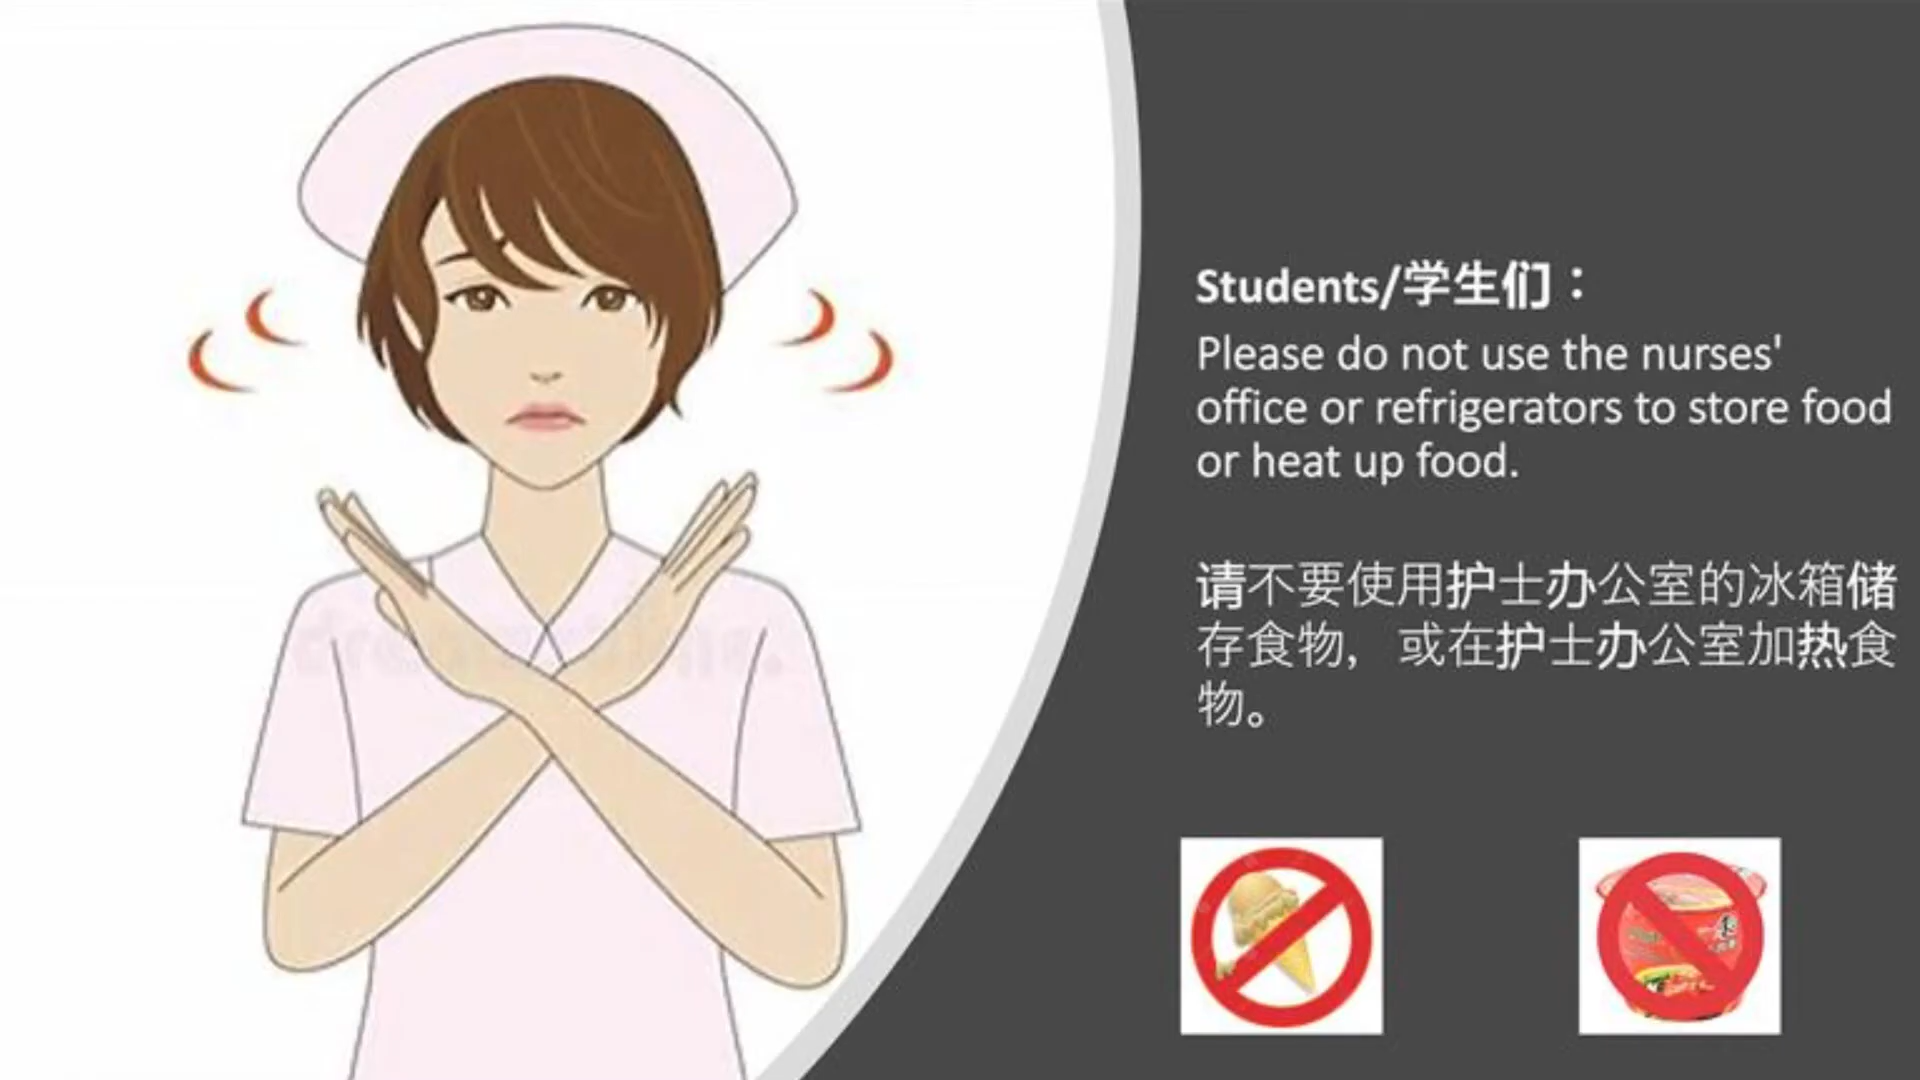 Students/学生们：
Please do not use the nurses'
office or refrigerators to store food
or heat up food.
请不要使用护士办公室的冰箱储
存食物，或在护士办公室加热食
物。